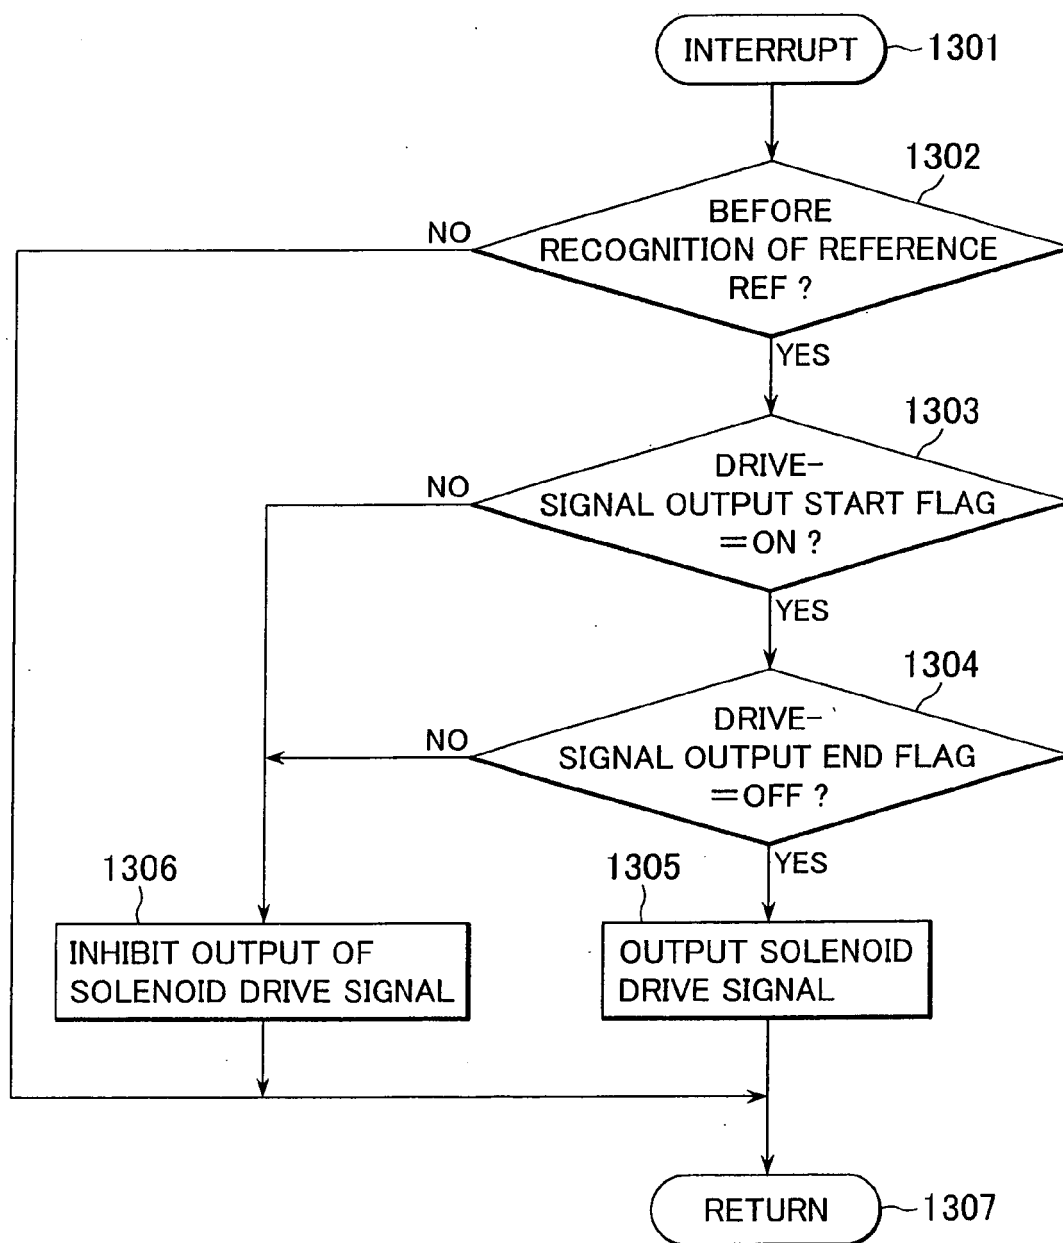 INTERRUPT
1301
1302
BEFORE
RECOGNITION OF REFERENCE
REF ?
NO
YES
1303
DRIVE-
SIGNAL OUTPUT START FLAG
=ON ?
NO
YES
1304
DRIVE-
SIGNAL OUTPUT END FLAG
=OFF ?
NO
YES
1306
INHIBIT OUTPUT OF
SOLENOID DRIVE SIGNAL
1305
OUTPUT SOLENOID
DRIVE SIGNAL
RETURN
1307